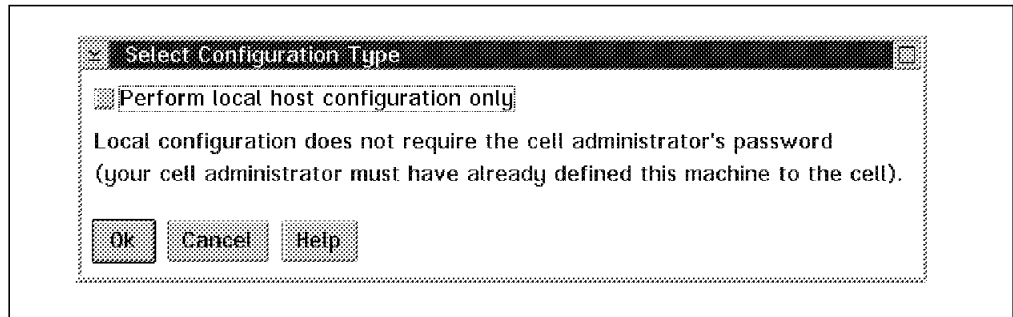 Select Configuration Type
Perform local host configuration only
Local configuration does not require the cell administrator's password
(your cell administrator must have already defined this machine to the cell).
Ok Cancel Help